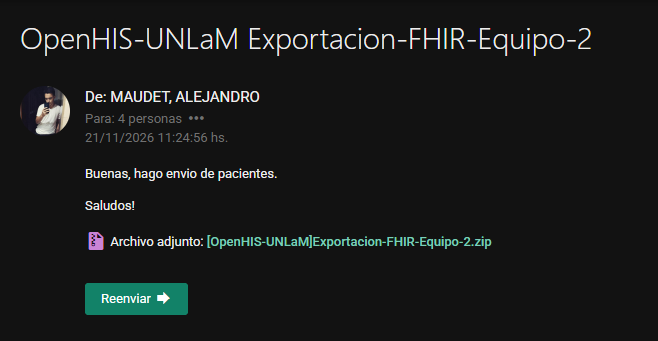 OpenHIS-UNLaM Exportacion-FHIR-Equipo-2
De: MAUDET, ALEJANDRO
Para: 4 personas •••
21/11/2026 11:24:56 hs.
Buenas, hago envio de pacientes.
Saludos!
Archivo adjunto: [OpenHIS-UNLaM]Exportacion-FHIR-Equipo-2.zip
Reenviar